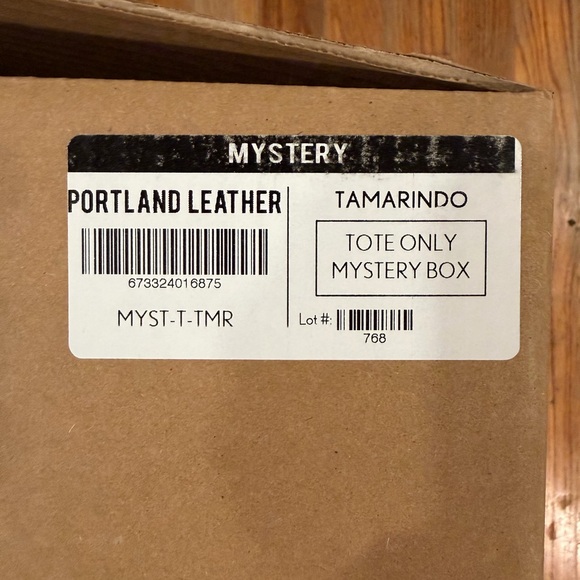 MYSTERY
PORTLAND LEATHER
673324016875
MYST-T-TMR
TAMARINDO
TOTE ONLY
MYSTERY BOX
Lot #:
768